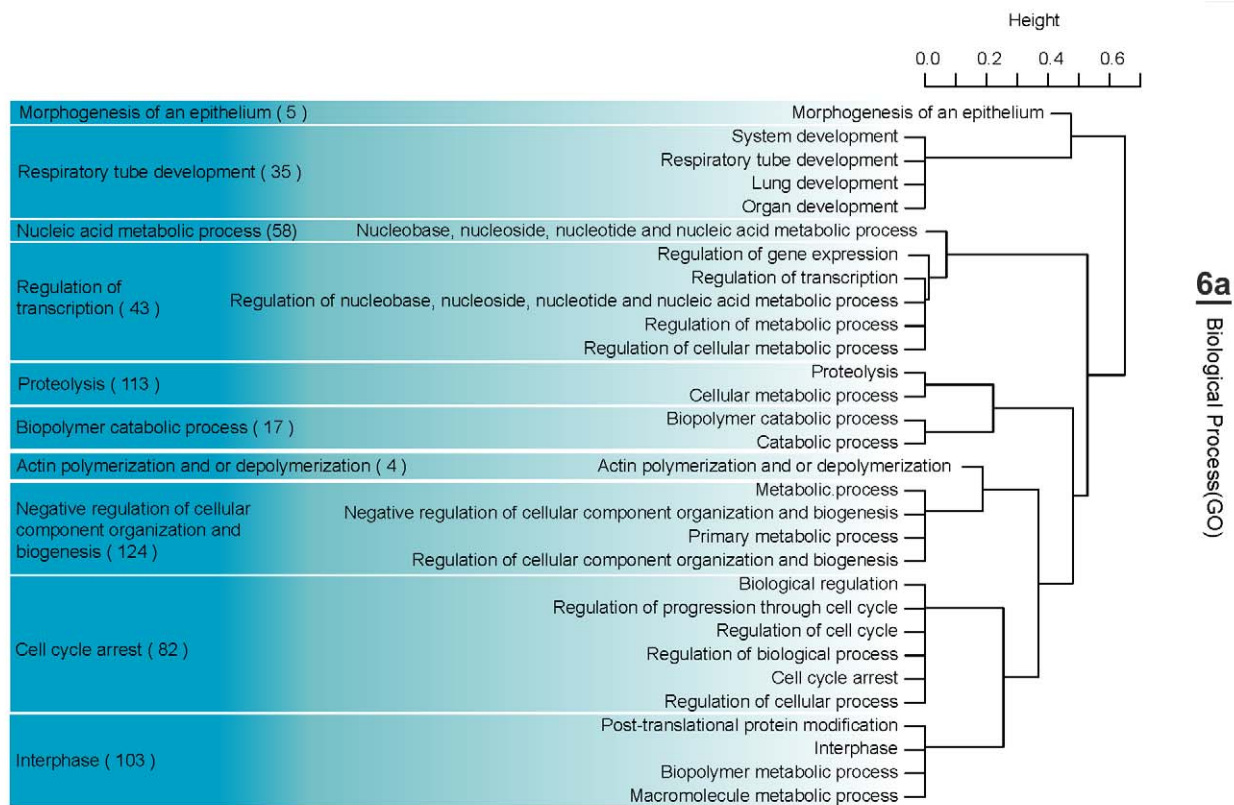 Height
0.0 0.2 0.4 0.6
Morphogenesis of an epithelium ( 5 ) Morphogenesis of an epithelium
System development
Respiratory tube development
Respiratory tube development ( 35 )
Lung development
Organ development
Nucleic acid metabolic process (58) Nucleobase, nucleoside, nucleotide and nucleic acid metabolic process
Regulation of gene expression
Regulation of transcription
Regulation of
transcription ( 43 )
Regulation of nucleobase, nucleoside, nucleotide and nucleic acid metabolic process
Regulation of metabolic process
Regulation of cellular metabolic process
Proteolysis
Proteolysis ( 113 )
Cellular metabolic process
Biopolymer catabolic process
Biopolymer catabolic process ( 17 )
Catabolic process
Actin polymerization and or depolymerization ( 4 ) Actin polymerization and or depolymerization
Metabolic.process
Negative regulation of cellular
component organization and
biogenesis ( 124 )
Negative regulation of cellular component organization and biogenesis
Primary metabolic process
Regulation of cellular component organization and biogenesis
Biological regulation
Regulation of progression through cell cycle
Regulation of cell cycle
Cell cycle arrest ( 82 )
Regulation of biological process
Cell cycle arrest
Regulation of cellular process
Post-translational protein modification
Interphase
Interphase ( 103 )
Biopolymer metabolic process
Macromolecule metabolic process
6a
Biological Process(GO)